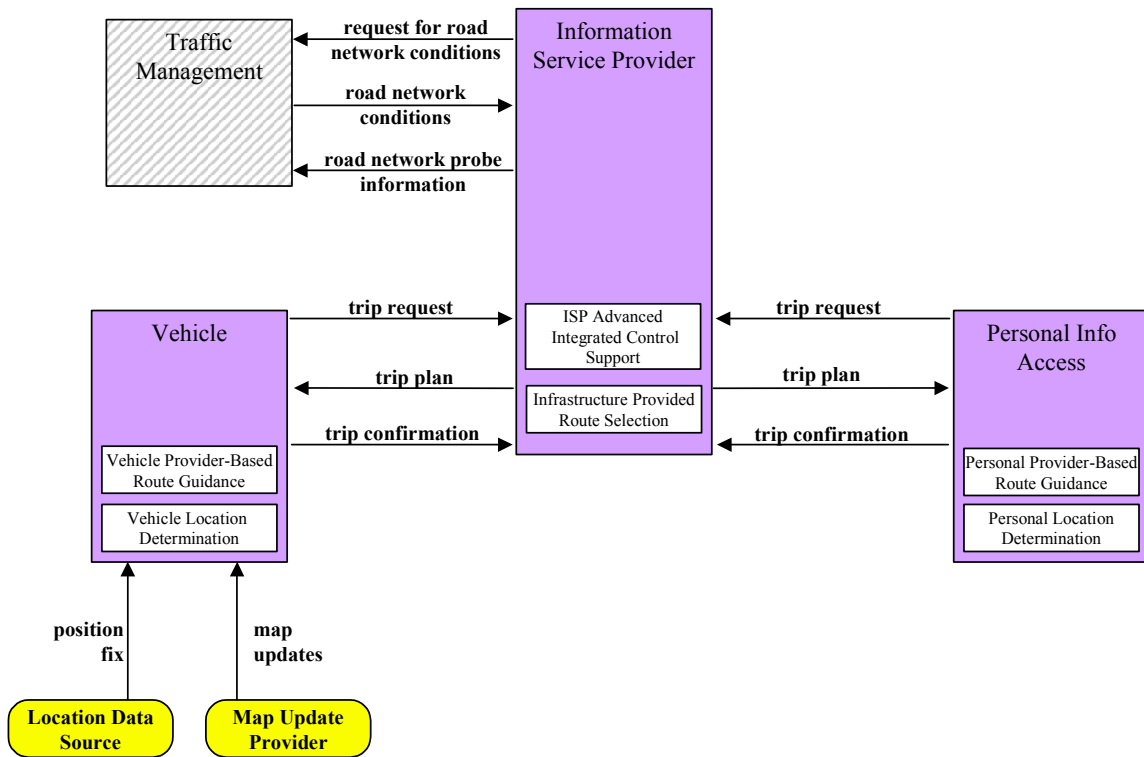 Traffic
Management
request for road
network conditions
road network
conditions
road network probe
information
Information
Service Provider
ISP Advanced
Integrated Control
Support
Infrastructure Provided
Route Selection
Vehicle
trip request
trip plan
trip confirmation
Vehicle Provider-Based
Route Guidance
Vehicle Location
Determination
trip request
trip plan
trip confirmation
Personal Info
Access
Personal Provider-Based
Route Guidance
Personal Location
Determination
position
fix
map
updates
Location Data
Source
Map Update
Provider